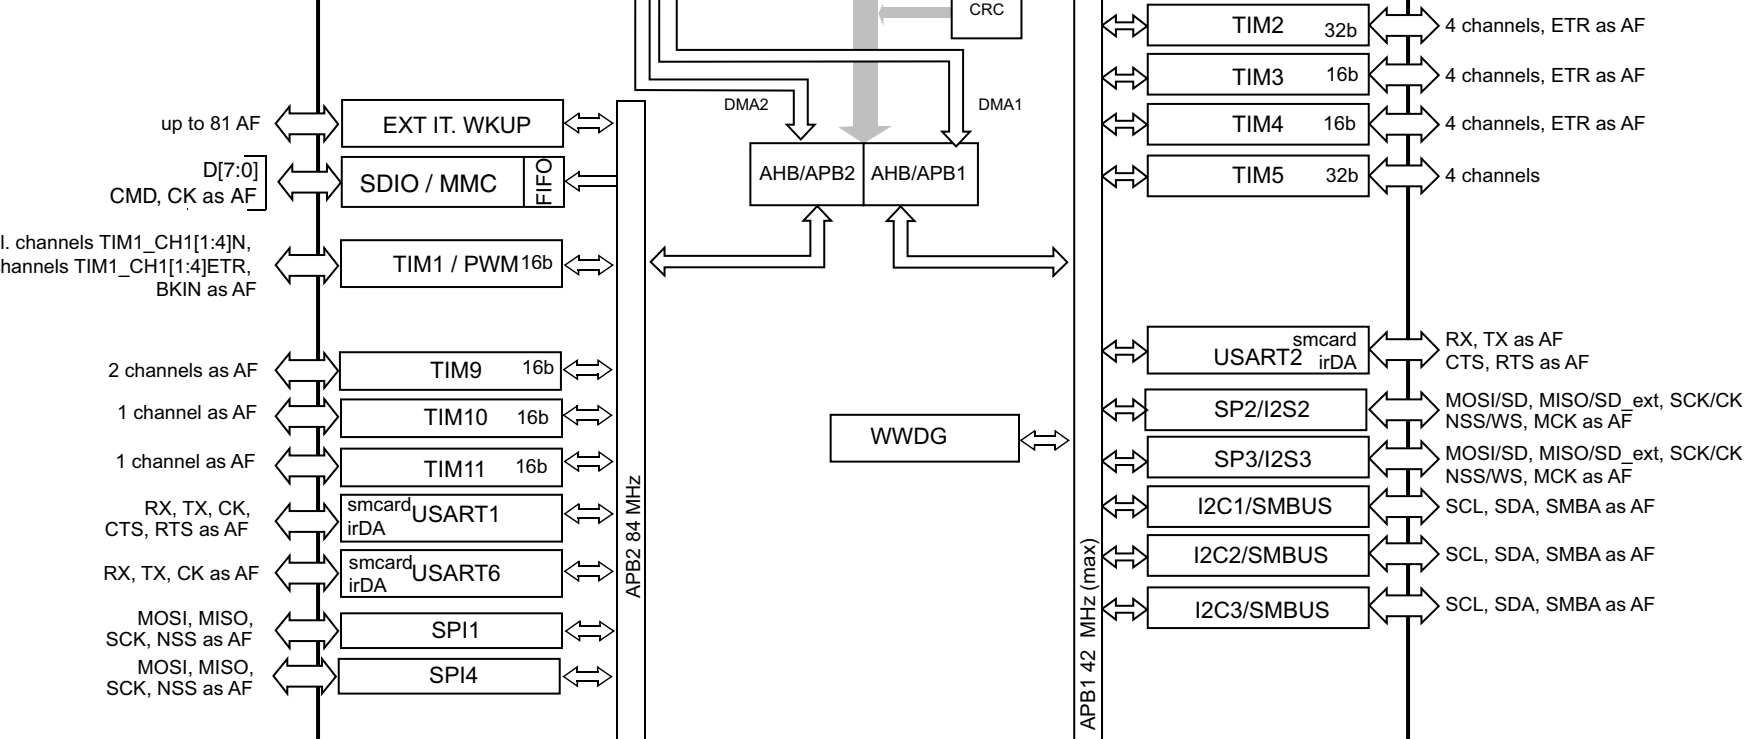 CRC
DMA2
DMA1
AHB/APB2
AHB/APB1
up to 81 AF
EXT IT. WKUP
D[7:0]
CMD, CK as AF
SDIO / MMC
FIFO
l. channels TIM1_CH1[1:4]N,
hannels TIM1_CH1[1:4]ETR,
BKIN as AF
TIM1 / PWM 16b
2 channels as AF
TIM9 16b
1 channel as AF
TIM10 16b
1 channel as AF
TIM11 16b
RX, TX, CK,
CTS, RTS as AF
smcard
irDA
USART1
RX, TX, CK as AF
smcard
irDA
USART6
MOSI, MISO,
SCK, NSS as AF
SPI1
MOSI, MISO,
SCK, NSS as AF
SPI4
APB2 84 MHz
WWDG
APB1 42 MHz (max)
TIM2 32b
4 channels, ETR as AF
TIM3 16b
4 channels, ETR as AF
TIM4 16b
4 channels, ETR as AF
TIM5 32b
4 channels
USART2
smcard
irDA
RX, TX as AF
CTS, RTS as AF
SP2/I2S2
MOSI/SD, MISO/SD_ext, SCK/CK
NSS/WS, MCK as AF
SP3/I2S3
MOSI/SD, MISO/SD_ext, SCK/CK
NSS/WS, MCK as AF
I2C1/SMBUS
SCL, SDA, SMBA as AF
I2C2/SMBUS
SCL, SDA, SMBA as AF
I2C3/SMBUS
SCL, SDA, SMBA as AF